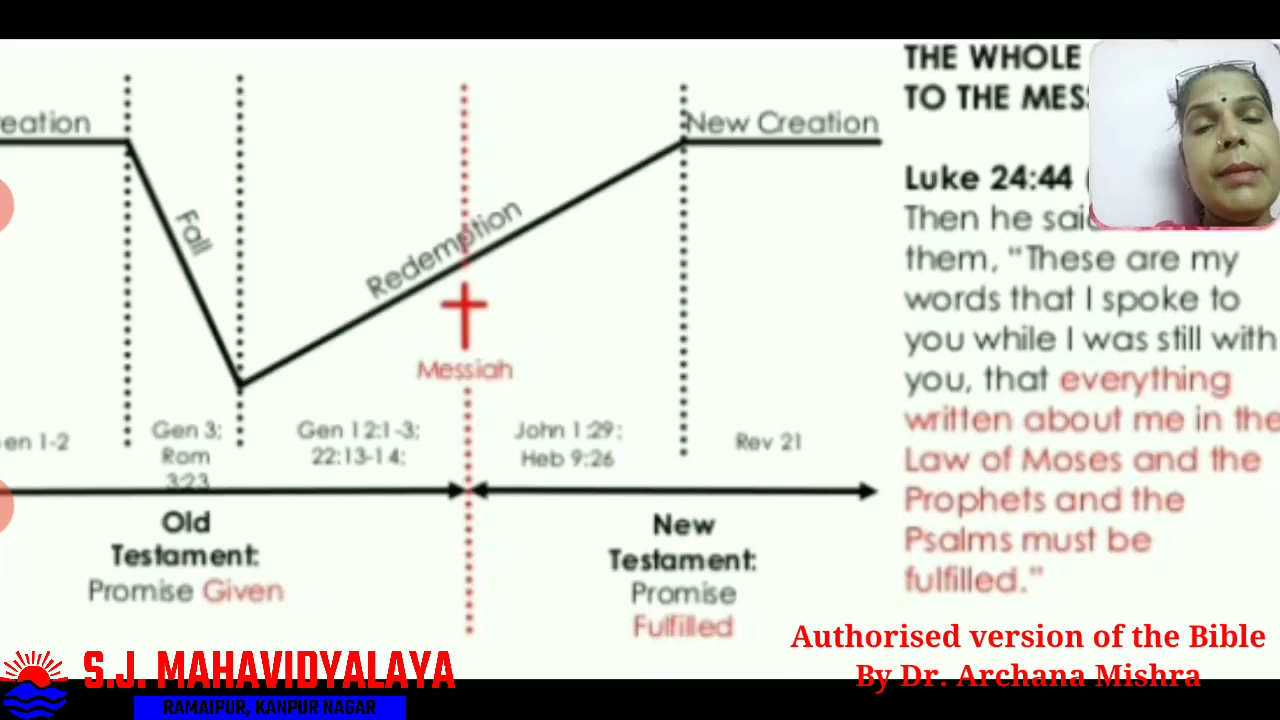 eation
New Creation
Fall
Redemption
Messiah
en 1-2
Gen 3;
Rom
3:23
Gen 12:1-3;
22:13-14;
John 1:29;
Heb 9:26
Rev 21
Old
Testament:
Promise Given
New
Testament:
Promise
Fulfilled
THE WHOLE
TO THE MES
Luke 24:44
Then he said
them, “These are my
words that I spoke to
you while I was still with
you, that everything
written about me in the
Law of Moses and the
Prophets and the
Psalms must be
fulfilled.”
Authorised version of the Bible
By Dr. Archana Mishra
S.J. MAHAVIDYALAYA
RAMAIPUR, KANPUR NAGAR